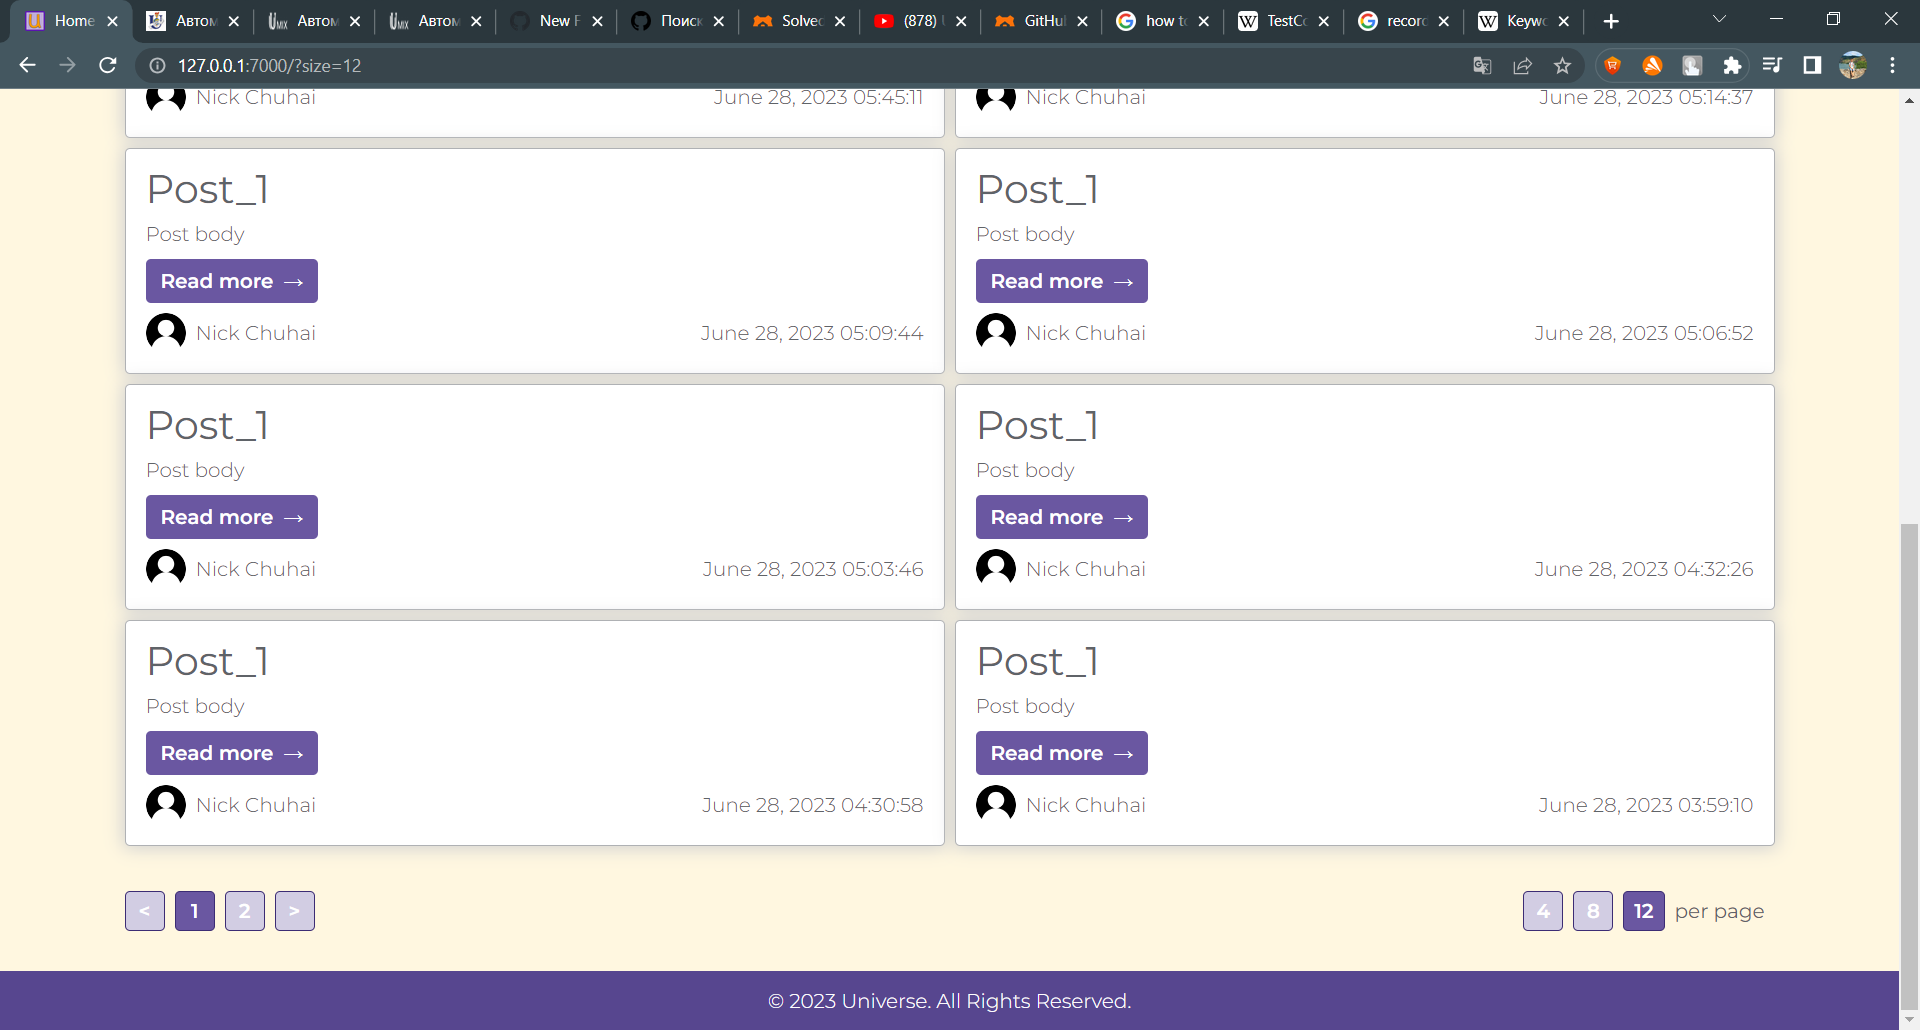 Home
Автом
Автом
Автом
New F
Поиск
Solved
(878)
GitHu
how to
TestCo
record
Keywo
127.0.0.1:7000/?size=12
Nick Chuhai June 28, 2023 05:45:11
Nick Chuhai June 28, 2023 05:14:37
Post_1
Post body
Read more →
Nick Chuhai June 28, 2023 05:09:44
Post_1
Post body
Read more →
Nick Chuhai June 28, 2023 05:06:52
Post_1
Post body
Read more →
Nick Chuhai June 28, 2023 05:03:46
Post_1
Post body
Read more →
Nick Chuhai June 28, 2023 04:32:26
Post_1
Post body
Read more →
Nick Chuhai June 28, 2023 04:30:58
Post_1
Post body
Read more →
Nick Chuhai June 28, 2023 03:59:10
< 1 2 >
4 8 12 per page
© 2023 Universe. All Rights Reserved.